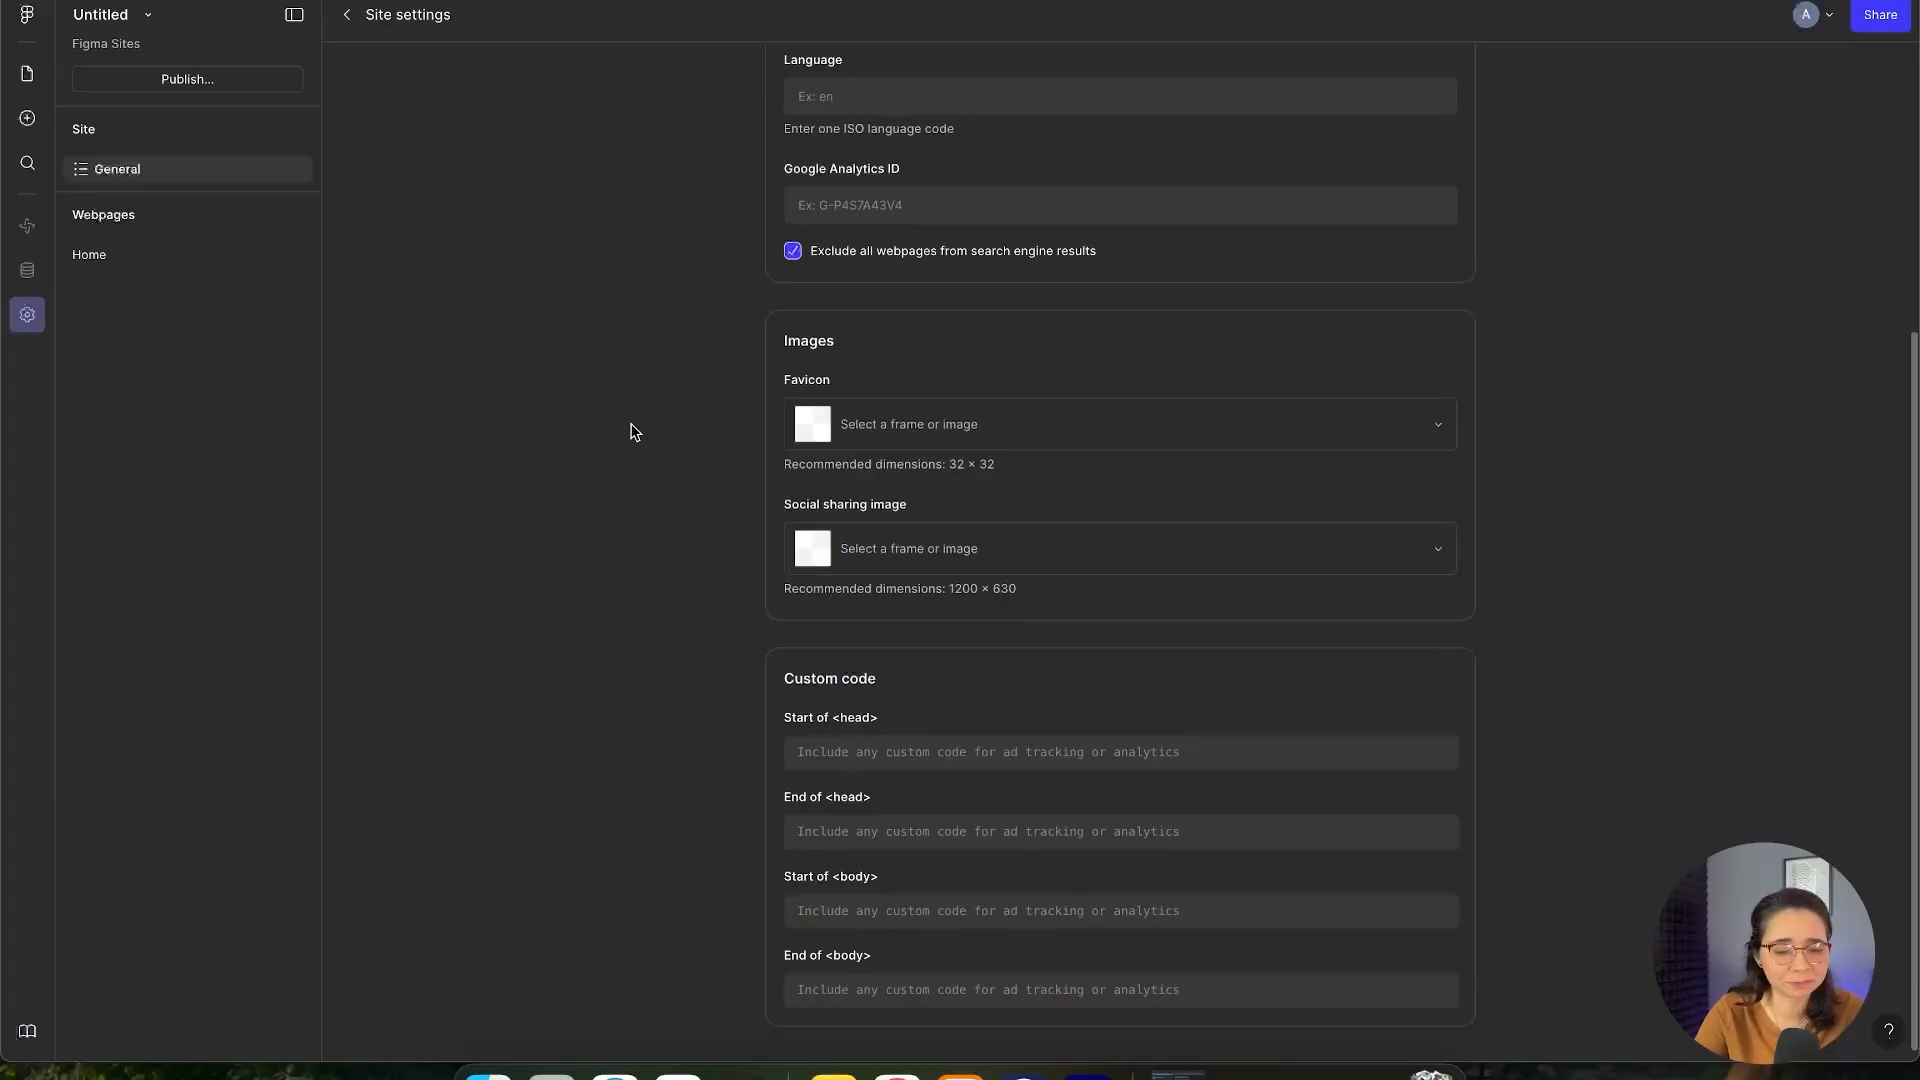 Untitled
Figma Sites
Publish...
Site
General
Webpages
Home
Site settings
A
Share
Language
Ex: en
Enter one ISO language code
Google Analytics ID
Ex: G-P4S7A43V4
Exclude all webpages from search engine results
Images
Favicon
Select a frame or image
Recommended dimensions: 32 × 32
Social sharing image
Select a frame or image
Recommended dimensions: 1200 × 630
Custom code
Start of <head>
Include any custom code for ad tracking or analytics
End of <head>
Include any custom code for ad tracking or analytics
Start of <body>
Include any custom code for ad tracking or analytics
End of <body>
Include any custom code for ad tracking or analytics
?